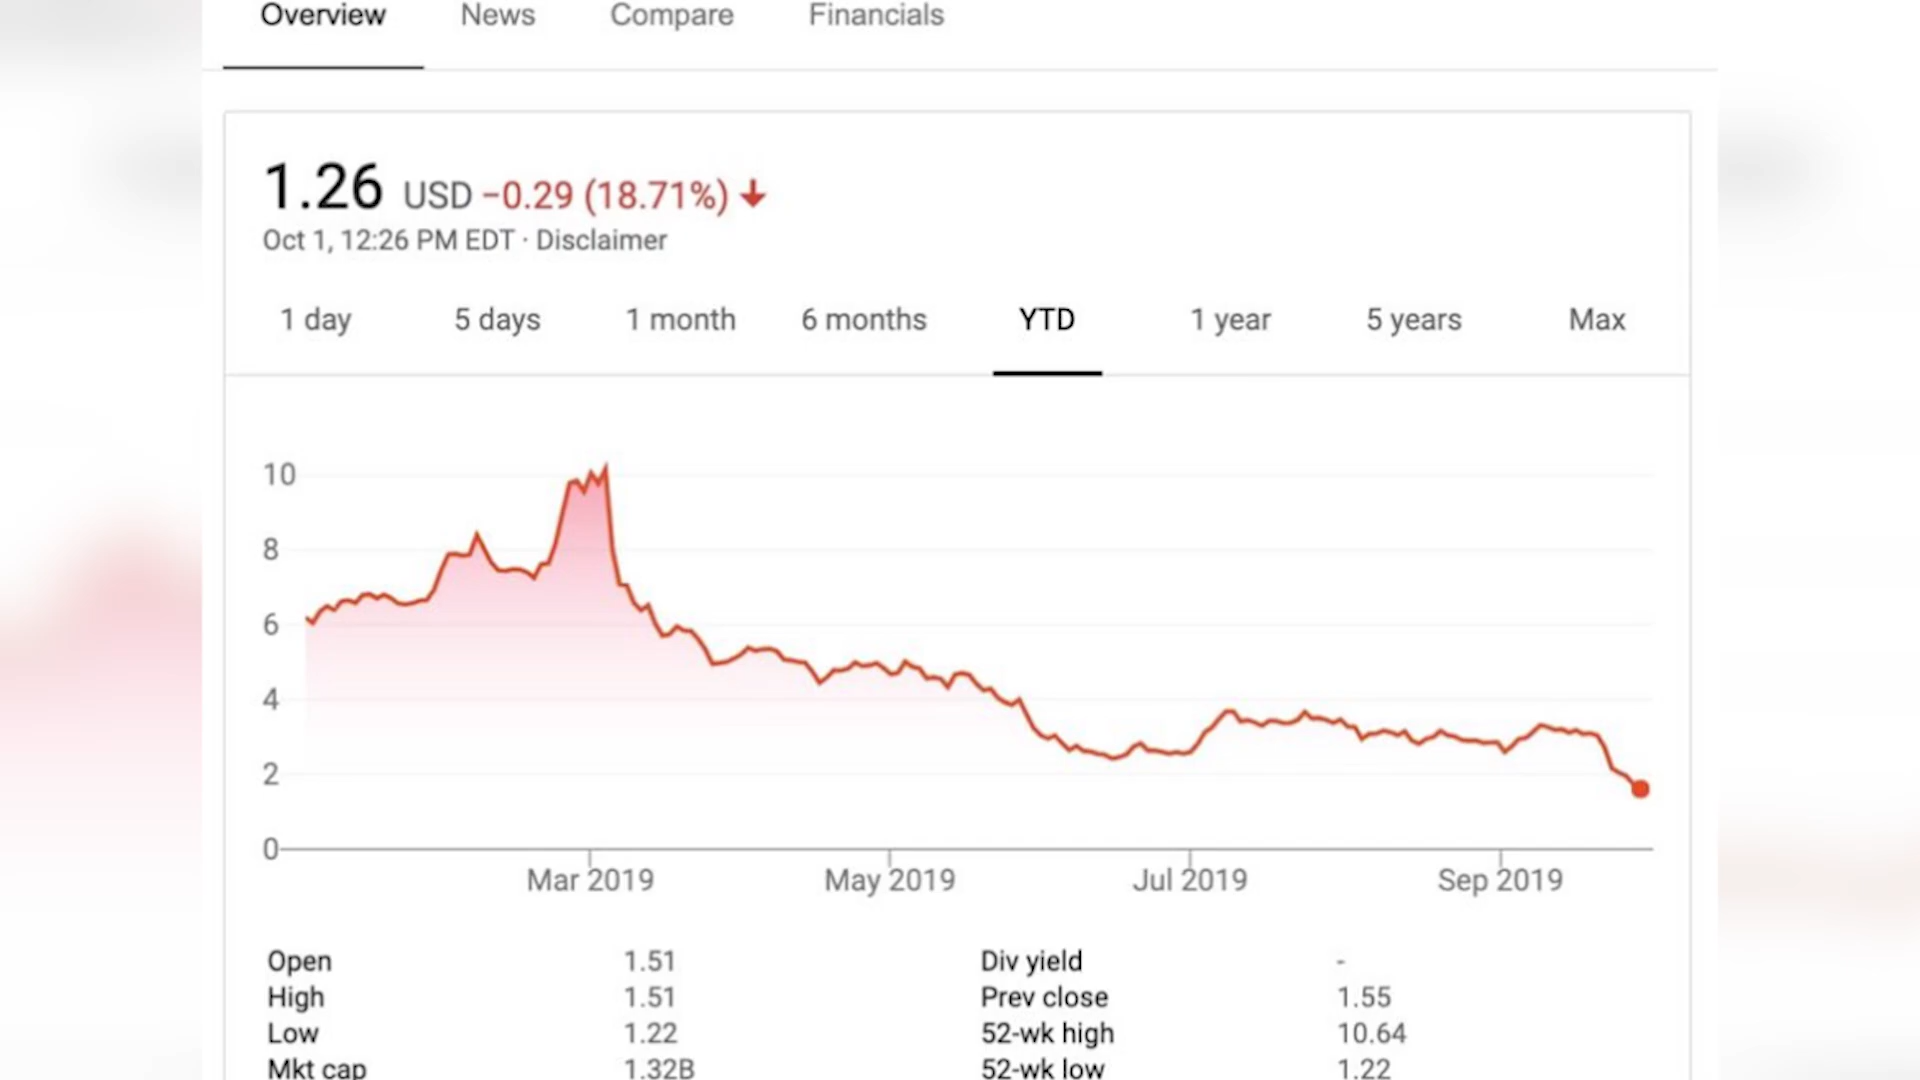 Overview News Compare Financials
1.26 USD −0.29 (18.71%)
Oct 1, 12:26 PM EDT · Disclaimer
1 day 5 days 1 month 6 months YTD 1 year 5 years Max
10
8
6
4
2
0
Mar 2019 May 2019 Jul 2019 Sep 2019
Open 1.51 Div yield -
High 1.51 Prev close 1.55
Low 1.22 52-wk high 10.64
Mkt cap 1.32B 52-wk low 1.22